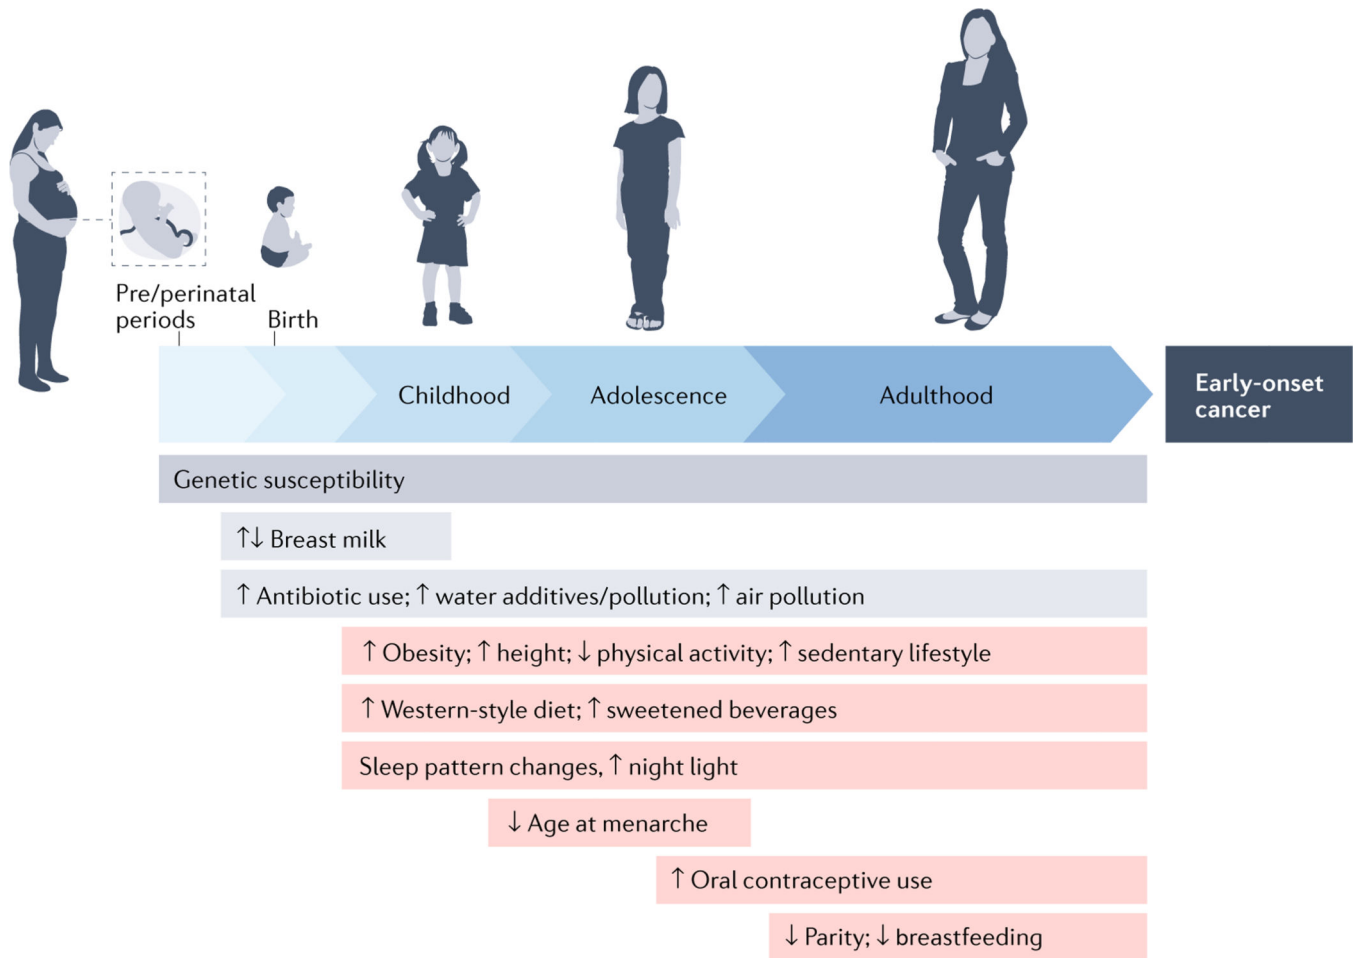 Pre/perinatal
periods
Birth
Childhood
Adolescence
Adulthood
Early-onset
cancer
Genetic susceptibility
↑↓ Breast milk
↑ Antibiotic use; ↑ water additives/pollution; ↑ air pollution
↑ Obesity; ↑ height; ↓ physical activity; ↑ sedentary lifestyle
↑ Western-style diet; ↑ sweetened beverages
Sleep pattern changes, ↑ night light
↓ Age at menarche
↑ Oral contraceptive use
↓ Parity; ↓ breastfeeding